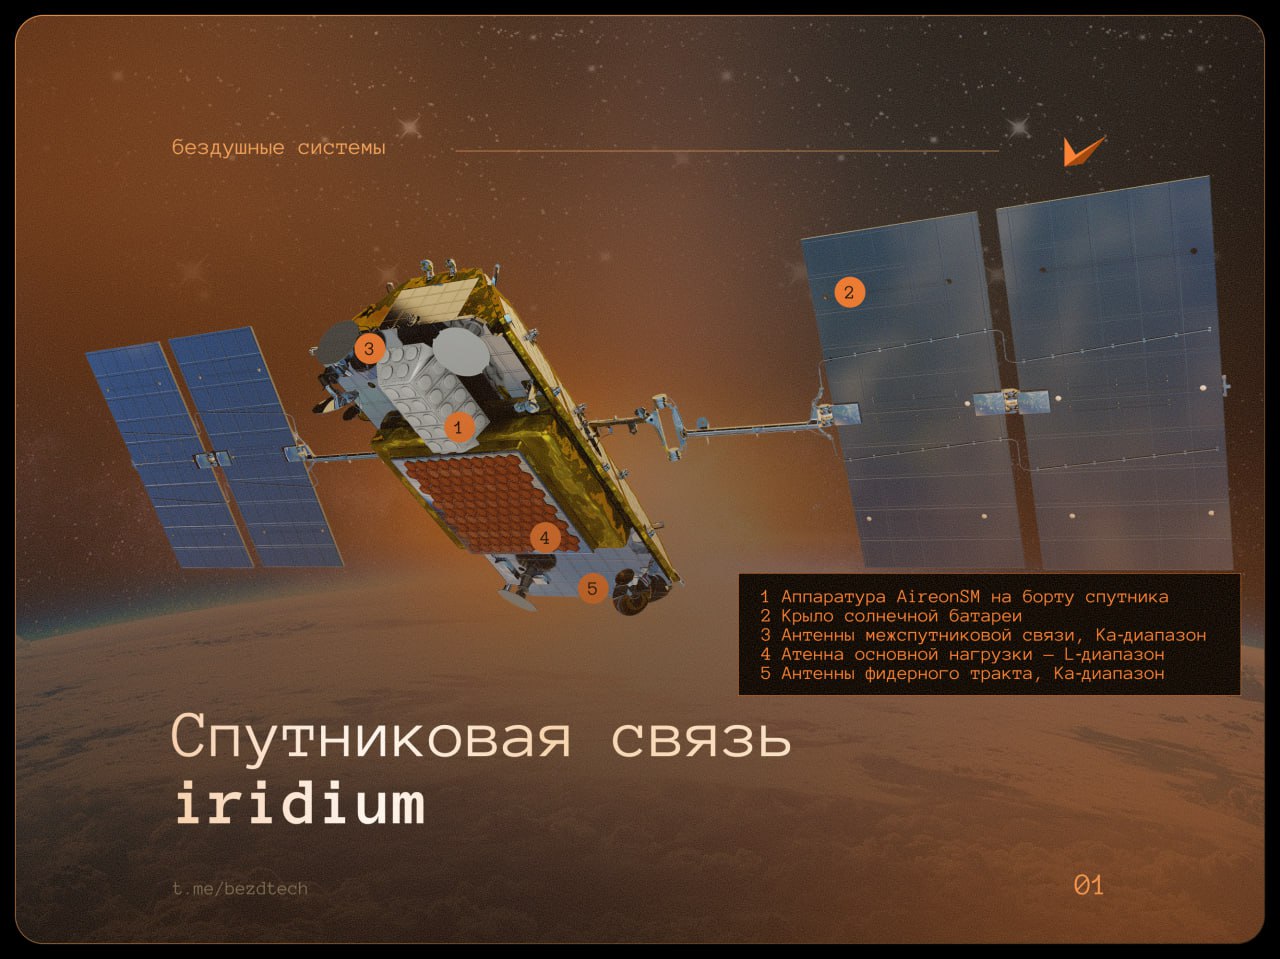 бездушные системы
2
3
1
4
5
1 Аппаратура AireonSM на борту спутника
2 Крыло солнечной батареи
3 Антенны межспутниковой связи, Ка-диапазон
4 Атенна основной нагрузки — L-диапазон
5 Антенны фидерного тракта, Ка-диапазон
Спутниковая связь
iridium
t.me/bezdtech
01